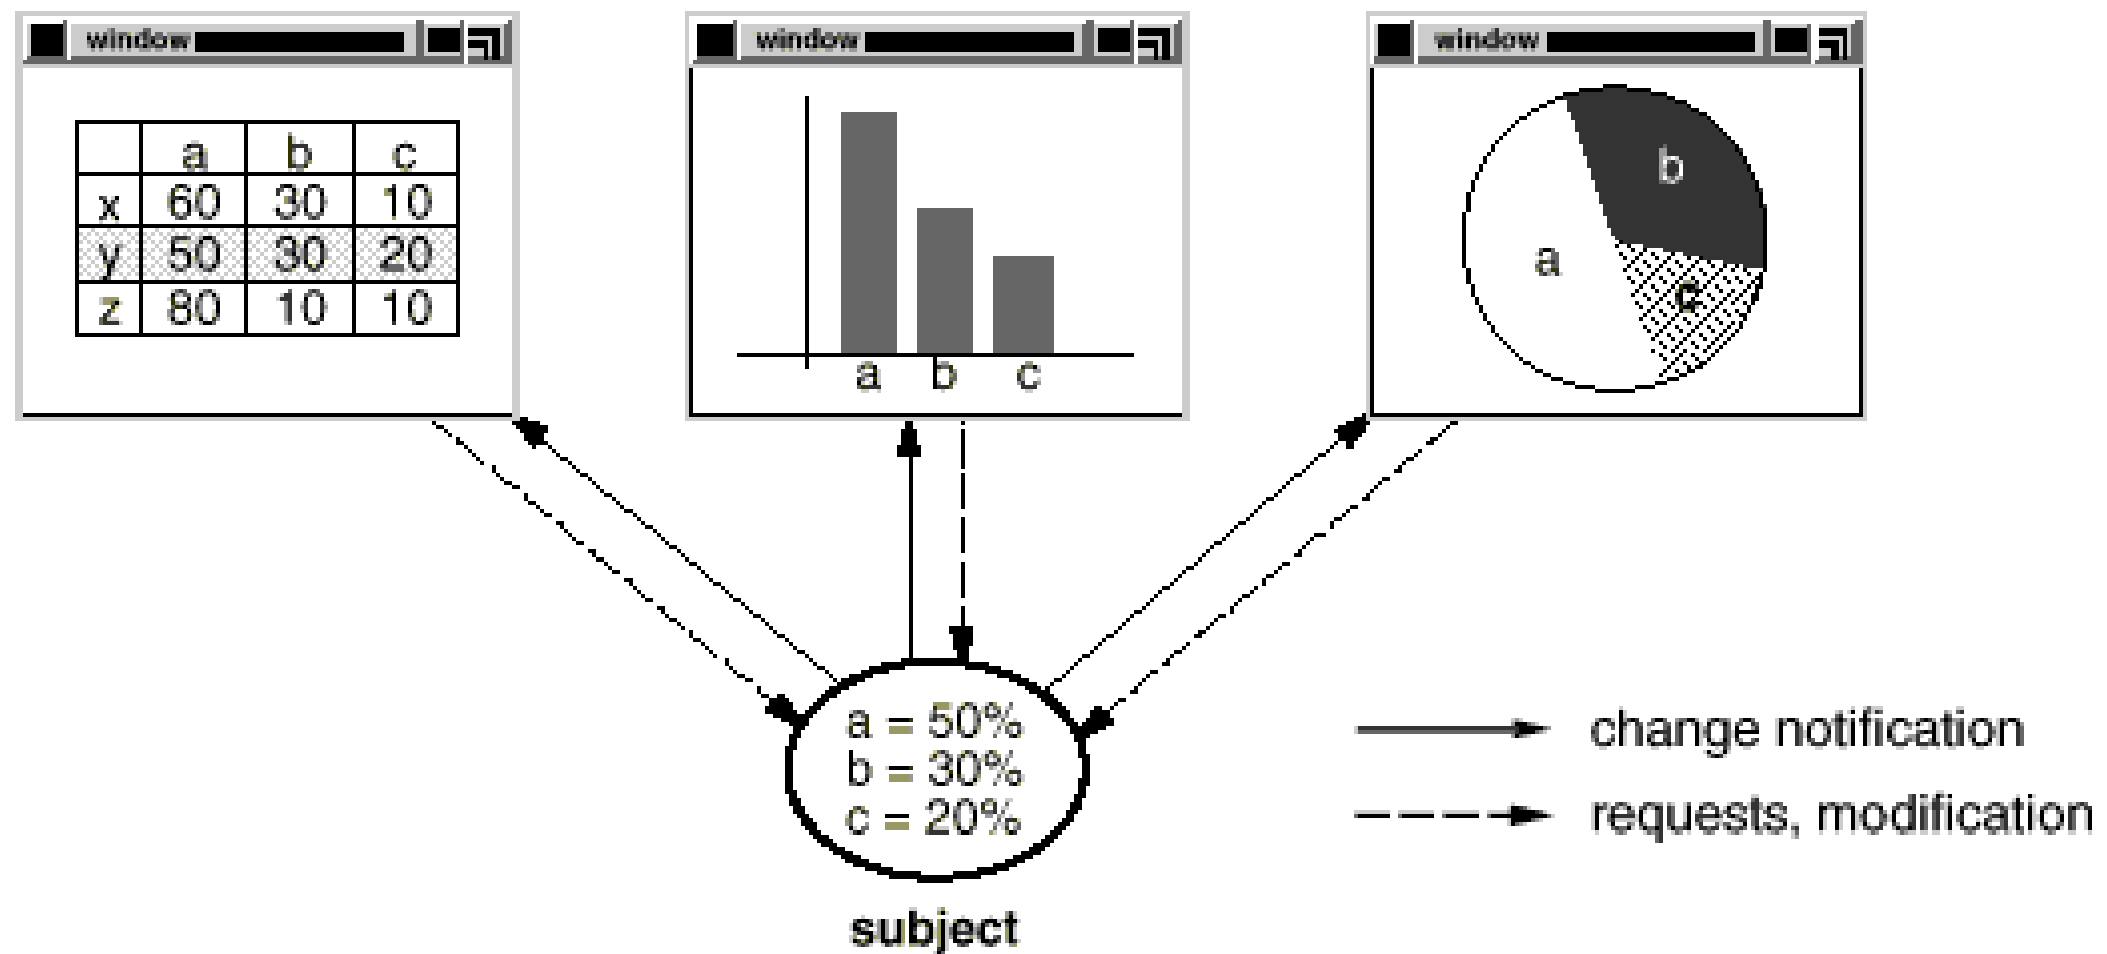 window
a b c
x 60 30 10
y 50 30 20
z 80 10 10
window
a b c
window
b
a
c
a = 50%
b = 30%
c = 20%
subject
change notification
requests, modification